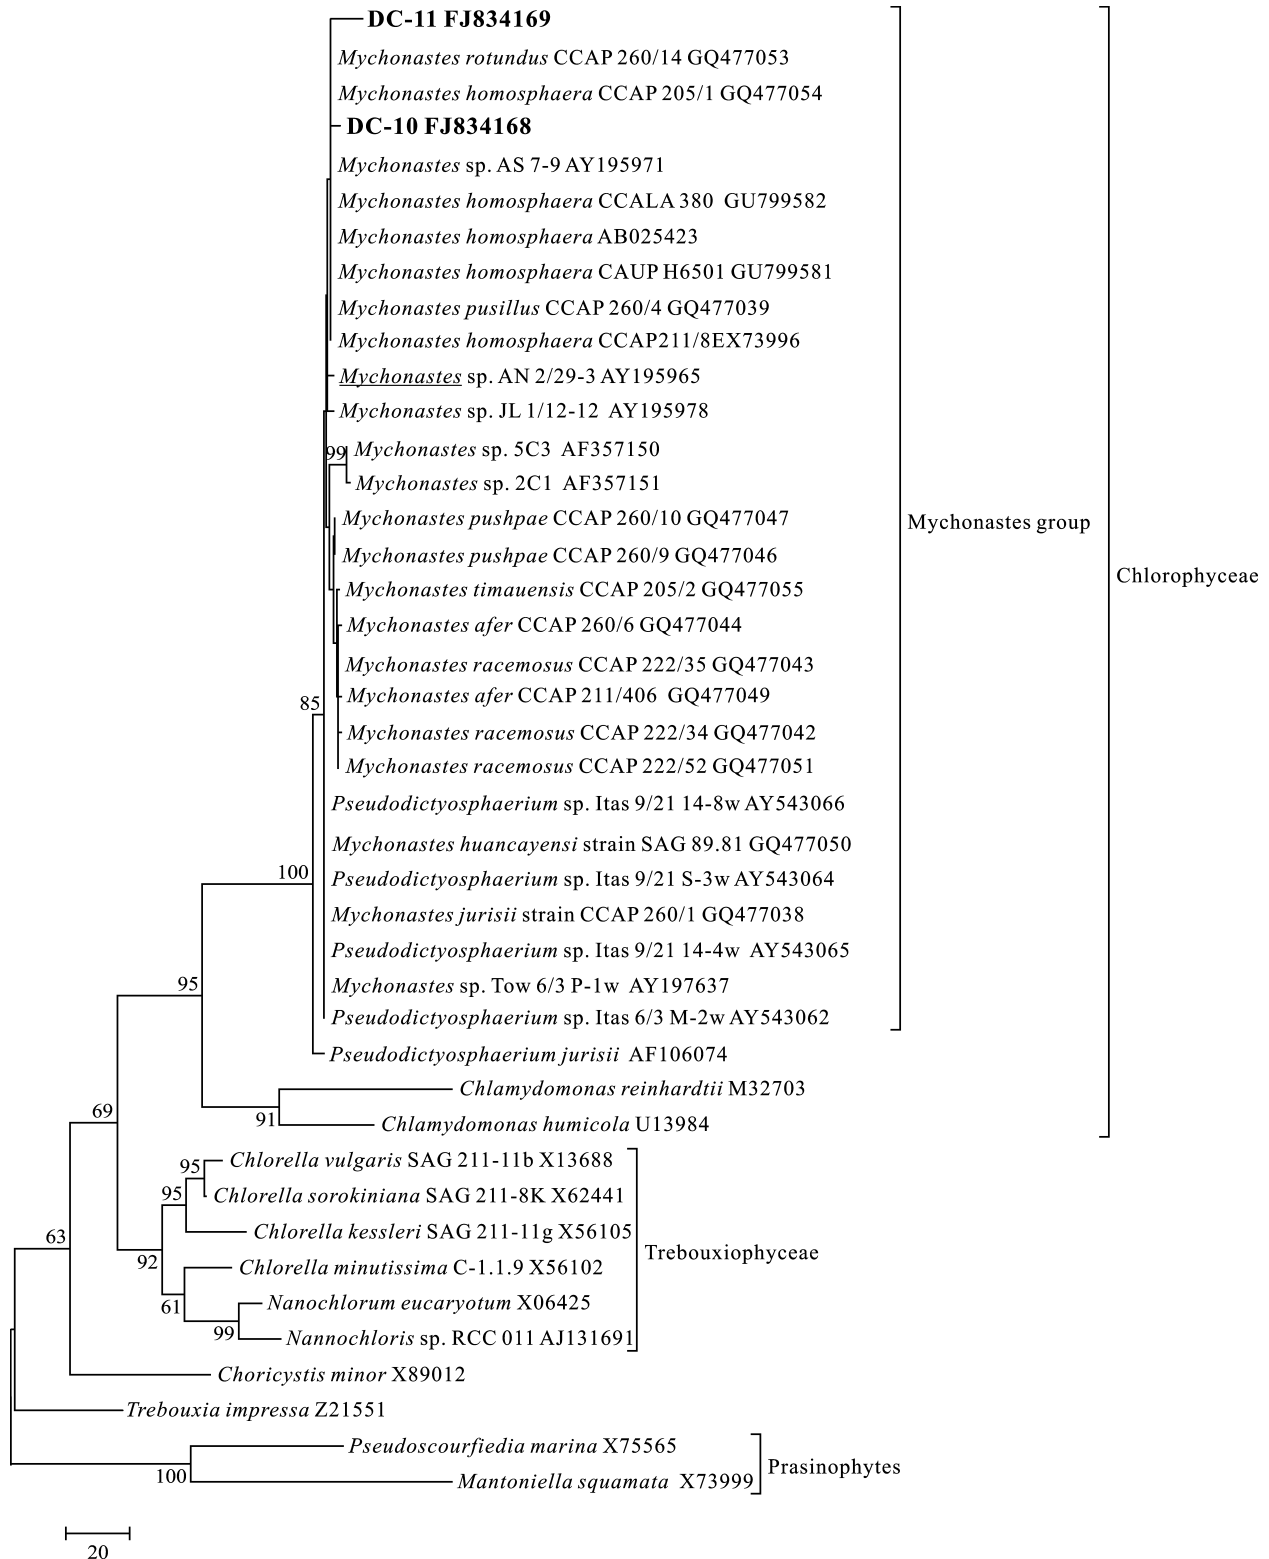 DC-11 FJ834169
Mychonastes rotundus CCAP 260/14 GQ477053
Mychonastes homosphaera CCAP 205/1 GQ477054
DC-10 FJ834168
Mychonastes sp. AS 7-9 AY195971
Mychonastes homosphaera CCALA 380 GU799582
Mychonastes homosphaera AB025423
Mychonastes homosphaera CAUP H6501 GU799581
Mychonastes pusillus CCAP 260/4 GQ477039
Mychonastes homosphaera CCAP211/8EX73996
Mychonastes sp. AN 2/29-3 AY195965
Mychonastes sp. JL 1/12-12 AY195978
99
Mychonastes sp. 5C3 AF357150
Mychonastes sp. 2C1 AF357151
Mychonastes pushpae CCAP 260/10 GQ477047
Mychonastes group
Mychonastes pushpae CCAP 260/9 GQ477046
Chlorophyceae
Mychonastes timauensis CCAP 205/2 GQ477055
Mychonastes afer CCAP 260/6 GQ477044
Mychonastes racemosus CCAP 222/35 GQ477043
Mychonastes afer CCAP 211/406 GQ477049
85
Mychonastes racemosus CCAP 222/34 GQ477042
Mychonastes racemosus CCAP 222/52 GQ477051
Pseudodictyosphaerium sp. Itas 9/21 14-8w AY543066
Mychonastes huancayensi strain SAG 89.81 GQ477050
100
Pseudodictyosphaerium sp. Itas 9/21 S-3w AY543064
Mychonastes jurisii strain CCAP 260/1 GQ477038
Pseudodictyosphaerium sp. Itas 9/21 14-4w AY543065
95
Mychonastes sp. Tow 6/3 P-1w AY197637
Pseudodictyosphaerium sp. Itas 6/3 M-2w AY543062
Pseudodictyosphaerium jurisii AF106074
Chlamydomonas reinhardtii M32703
69
91
Chlamydomonas humicola U13984
95
Chlorella vulgaris SAG 211-11b X13688
95
Chlorella sorokiniana SAG 211-8K X62441
Chlorella kessleri SAG 211-11g X56105
63
Trebouxiophyceae
92
Chlorella minutissima C-1.1.9 X56102
61
Nanochlorum eucaryotum X06425
99
Nannochloris sp. RCC 011 AJ131691
Choricystis minor X89012
Trebouxia impressa Z21551
Pseudoscourfiedia marina X75565
Prasinophytes
100
Mantoniella squamata X73999
20